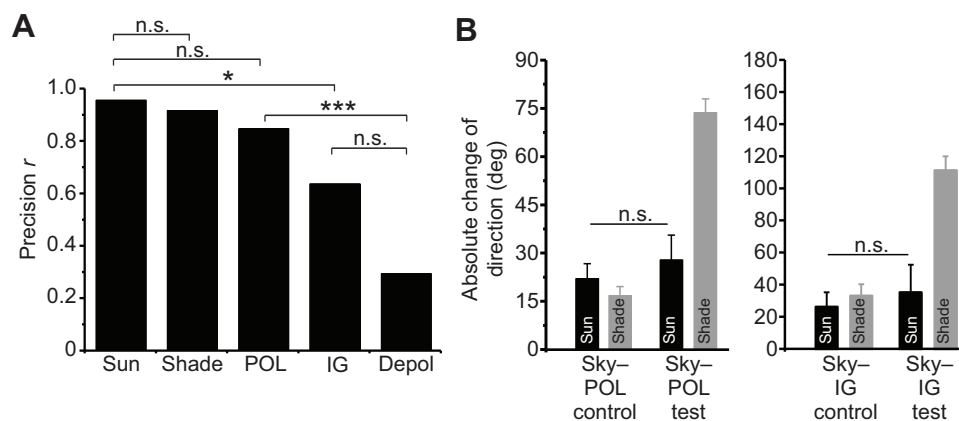 A
n.s.
n.s.
*
***
n.s.
1.0
0.8
0.6
0.4
0.2
0
Precision r
Sun Shade POL IG Depol
B
90
75
60
45
30
15
0
Absolute change of
direction (deg)
n.s.
Sun Shade Sun Shade
Sky–
POL
control
Sky–
POL
test
180
160
140
120
100
80
60
40
20
0
n.s.
Sun Shade Sun Shade
Sky–
IG
control
Sky–
IG
test